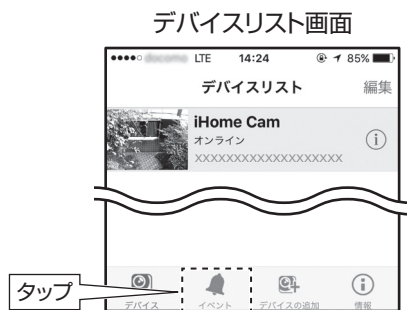 デバイスリスト画面
LTE 14:24 85%
デバイスリスト 編集
iHome Cam
オンライン
XXXXXXXXXXXXXXXXXXX
タップ
デバイス イベント デバイスの追加 情報